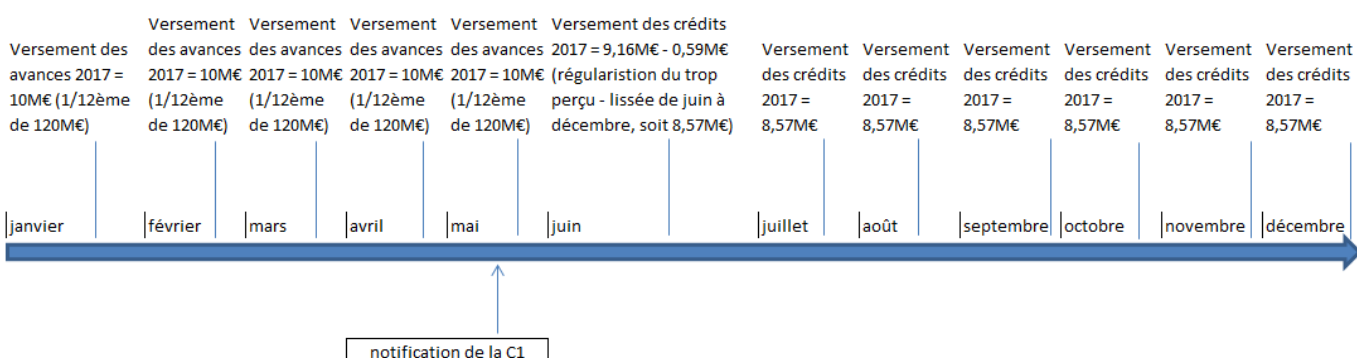 Versement des
avances 2017 =
10M€ (1/12ème
de 120M€)
Versement
des avances
2017 = 10M€
(1/12ème
de 120M€)
Versement
des avances
2017 = 10M€
(1/12ème
de 120M€)
Versement
des avances
2017 = 10M€
(1/12ème
de 120M€)
Versement
des avances
2017 = 10M€
(1/12ème
de 120M€)
Versement des crédits
2017 = 9,16M€ - 0,59M€
(régularistion du trop
perçu - lissée de juin à
décembre, soit 8,57M€)
Versement
des crédits
2017 =
8,57M€
Versement
des crédits
2017 =
8,57M€
Versement
des crédits
2017 =
8,57M€
Versement
des crédits
2017 =
8,57M€
Versement
des crédits
2017 =
8,57M€
Versement
des crédits
2017 =
8,57M€
janvier
février
mars
avril
mai
juin
juillet
août
septembre
octobre
novembre
décembre
notification de la C1